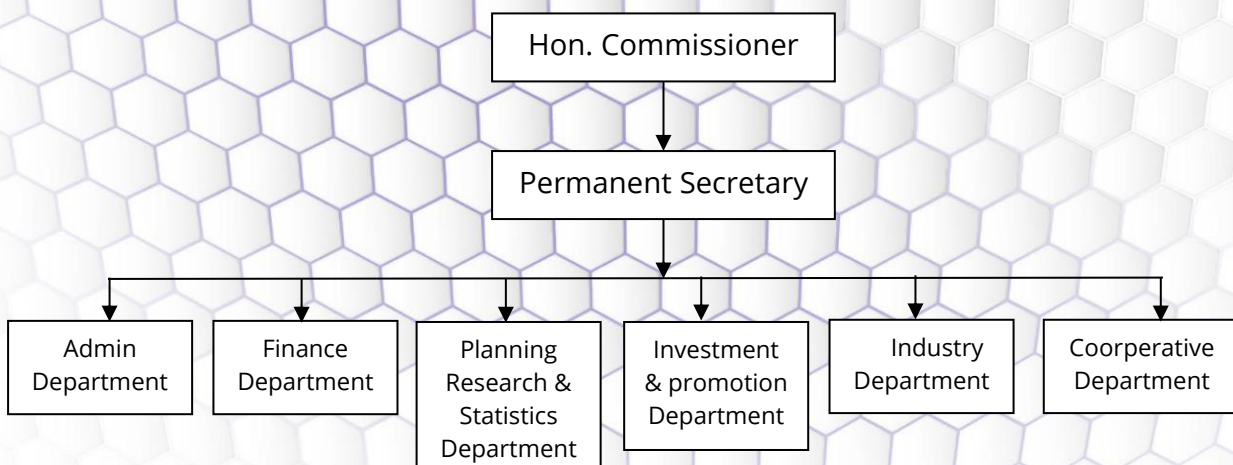 Hon. Commissioner
Permanent Secretary
Admin
Department
Finance
Department
Planning
Research &
Statistics
Department
Investment
& promotion
Department
Industry
Department
Coorperative
Department